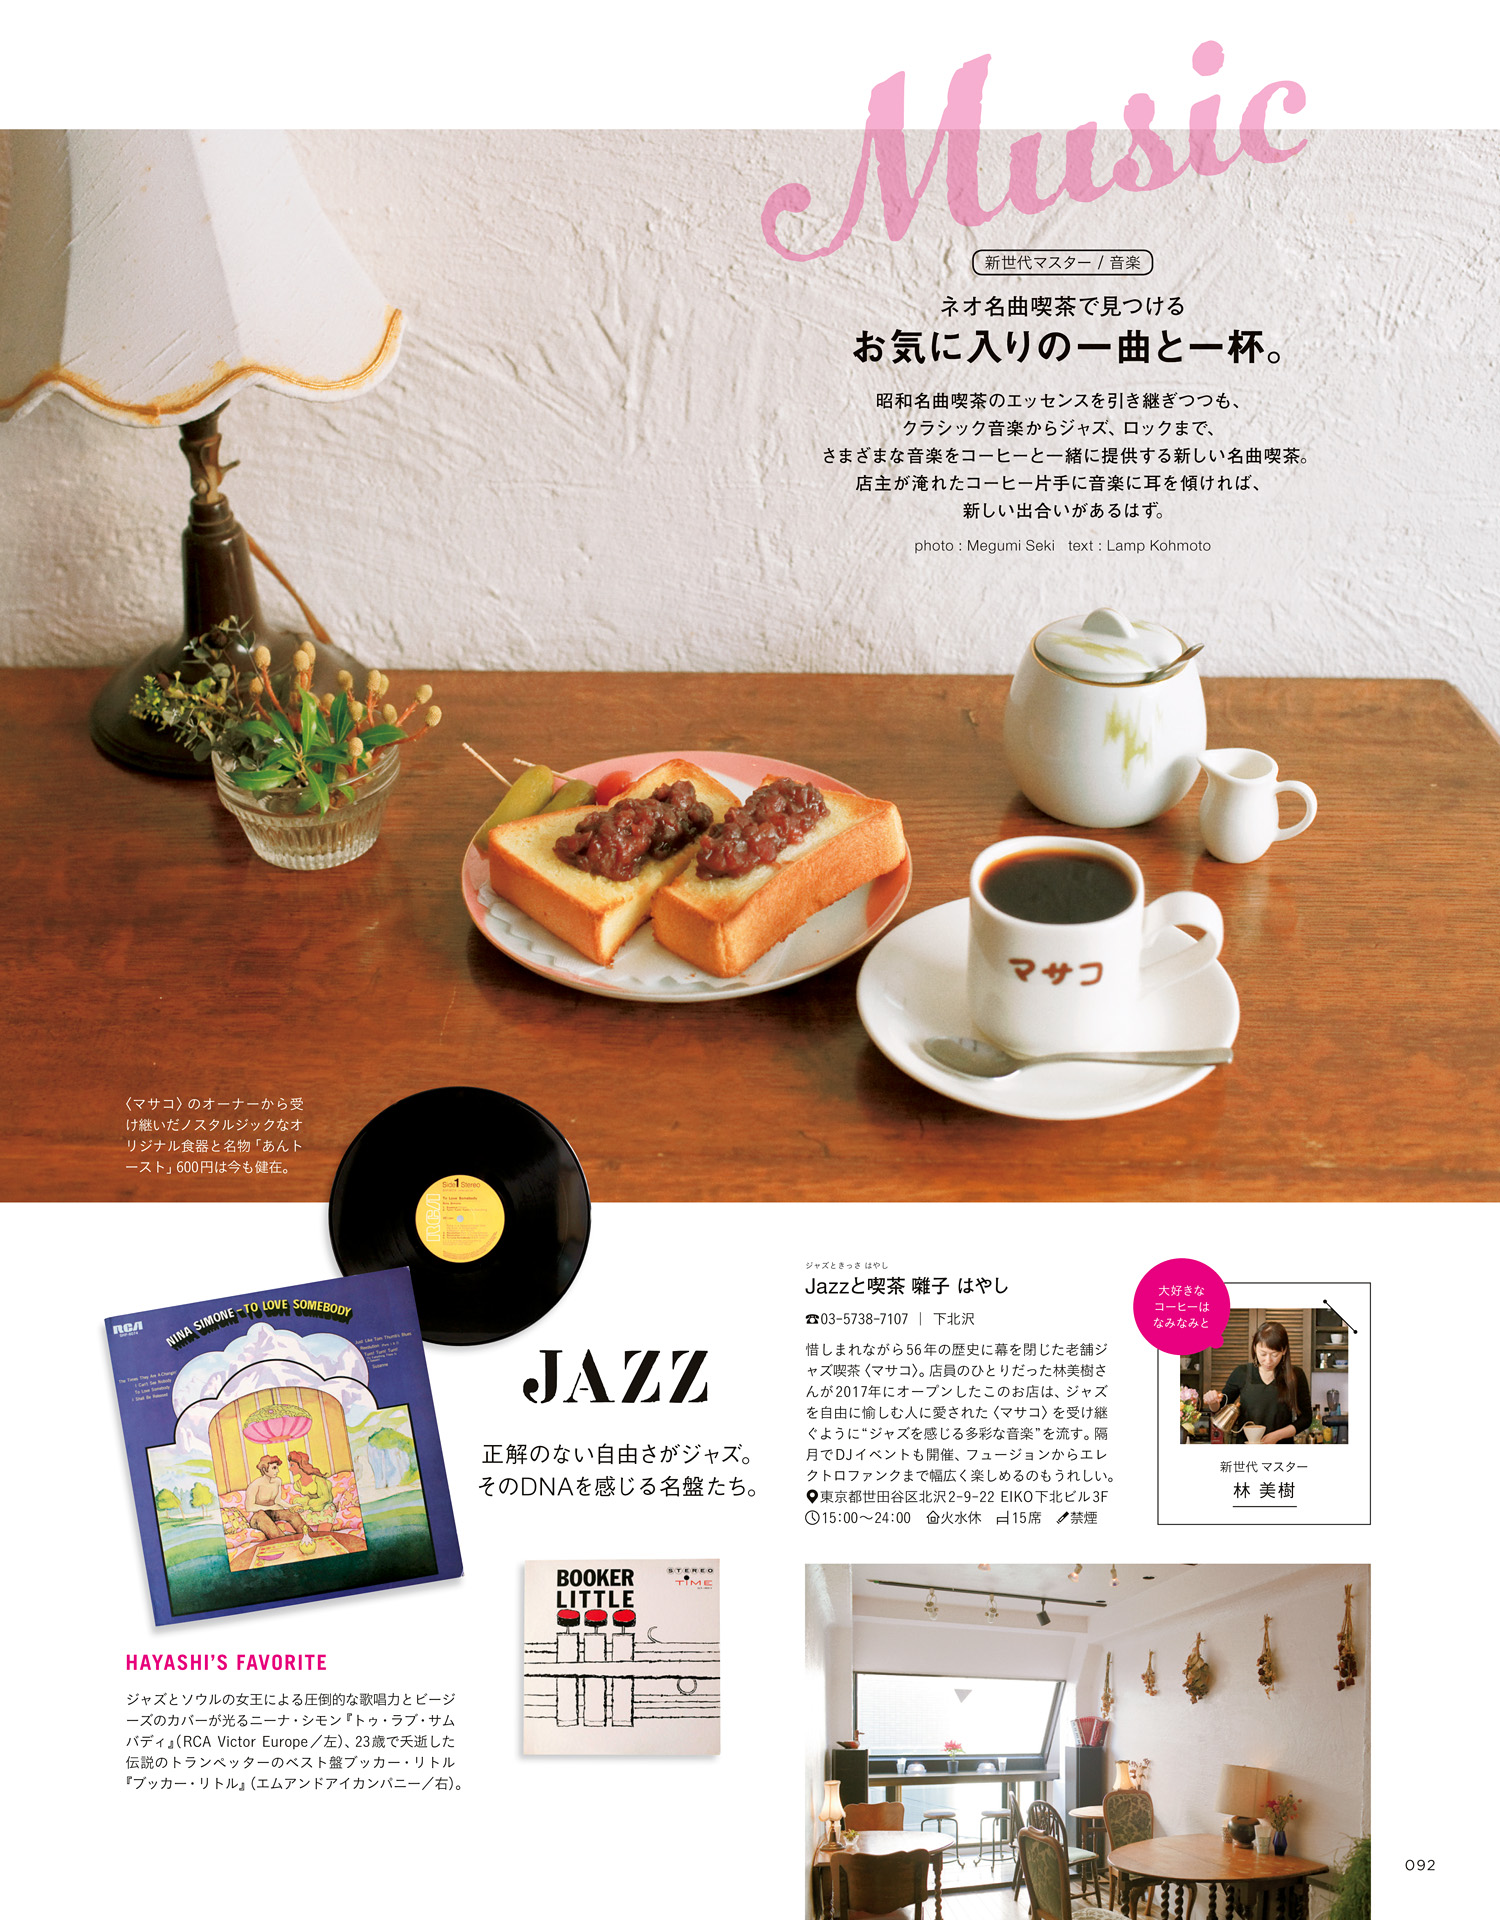 Music
新世代マスター / 音楽
ネオ名曲喫茶で見つける
お気に入りの一曲と一杯。
昭和名曲喫茶のエッセンスを引き継ぎつつも、
クラシック音楽からジャズ、ロックまで、
さまざまな音楽をコーヒーと一緒に提供する新しい名曲喫茶。
店主が淹れたコーヒー片手に音楽に耳を傾ければ、
新しい出合いがあるはず。
photo : Megumi Seki text : Lamp Kohmoto
マサコ
〈マサコ〉のオーナーから受
け継いだノスタルジックなオ
リジナル食器と名物「あんト
ースト」600円は今も健在。
Side 1 Stereo
To Love Somebody
RCA
RCA
NINA SIMONE – TO LOVE SOMEBODY
Suzanne
JAZZ
正解のない自由さがジャズ。
そのDNAを感じる名盤たち。
BOOKER
LITTLE
STEREO
TIME
HAYASHI'S FAVORITE
ジャズとソウルの女王による圧倒的な歌唱力とビージ
ーズのカバーが光るニーナ・シモン『トゥ・ラブ・サム
バディ』(RCA Victor Europe／左)、23歳で夭逝した
伝説のトランペッターのベスト盤ブッカー・リトル
『ブッカー・リトル』(エムアンドアイカンパニー／右)。
ジャズときっさ はやし
Jazzと喫茶 囃子 はやし
☎03-5738-7107 ｜ 下北沢
惜しまれながら56年の歴史に幕を閉じた老舗ジ
ャズ喫茶〈マサコ〉。店員のひとりだった林美樹さ
んが2017年にオープンしたこのお店は、ジャズ
を自由に愉しむ人に愛された〈マサコ〉を受け継
ぐように“ジャズを感じる多彩な音楽”を流す。隔
月でDJイベントも開催、フュージョンからエレ
クトロファンクまで幅広く楽しめるのもうれしい。
東京都世田谷区北沢2-9-22 EIKO下北ビル3F
15:00〜24:00 火水休 15席 禁煙
大好きな
コーヒーは
なみなみと
新世代 マスター
林 美樹
092